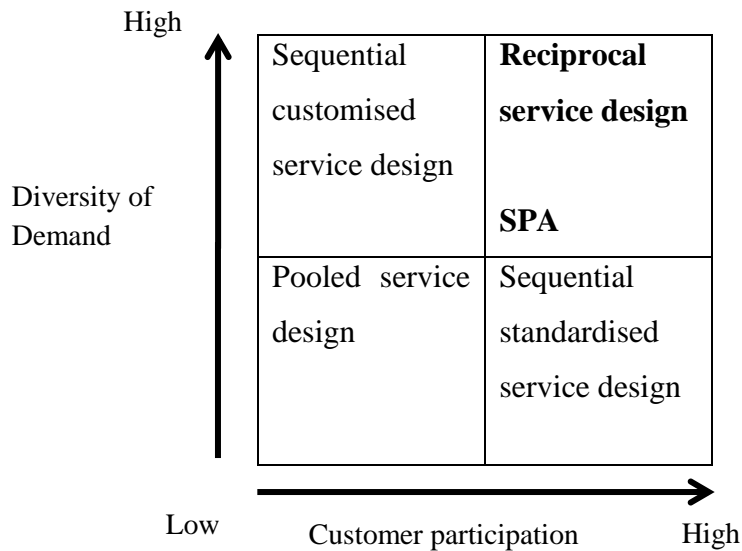 High
Sequential
customised
service design
Reciprocal
service design
SPA
Diversity of
Demand
Pooled service
design
Sequential
standardised
service design
Low
Customer participation
High